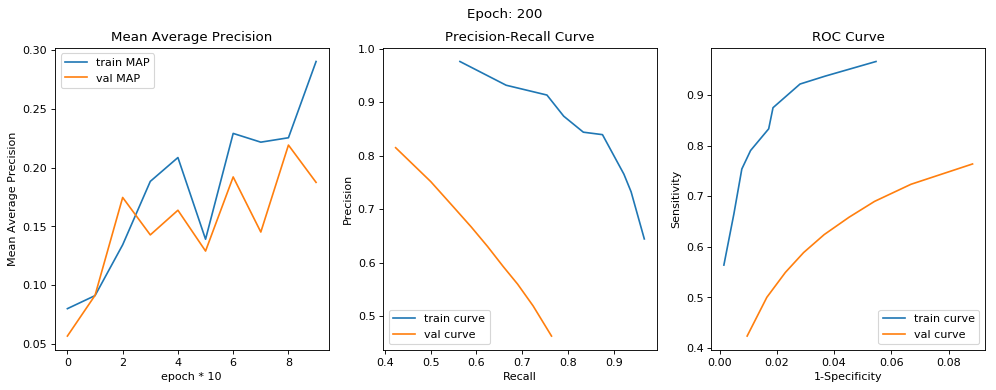 Epoch: 200
Mean Average Precision
0.30
0.25
0.20
0.15
0.10
0.05
Mean Average Precision
train MAP
val MAP
0
2
4
6
8
epoch * 10
Precision-Recall Curve
1.0
0.9
0.8
0.7
0.6
0.5
Precision
train curve
val curve
0.4
0.5
0.6
0.7
0.8
0.9
Recall
ROC Curve
0.9
0.8
0.7
0.6
0.5
0.4
Sensitivity
train curve
val curve
0.00
0.02
0.04
0.06
0.08
1-Specificity